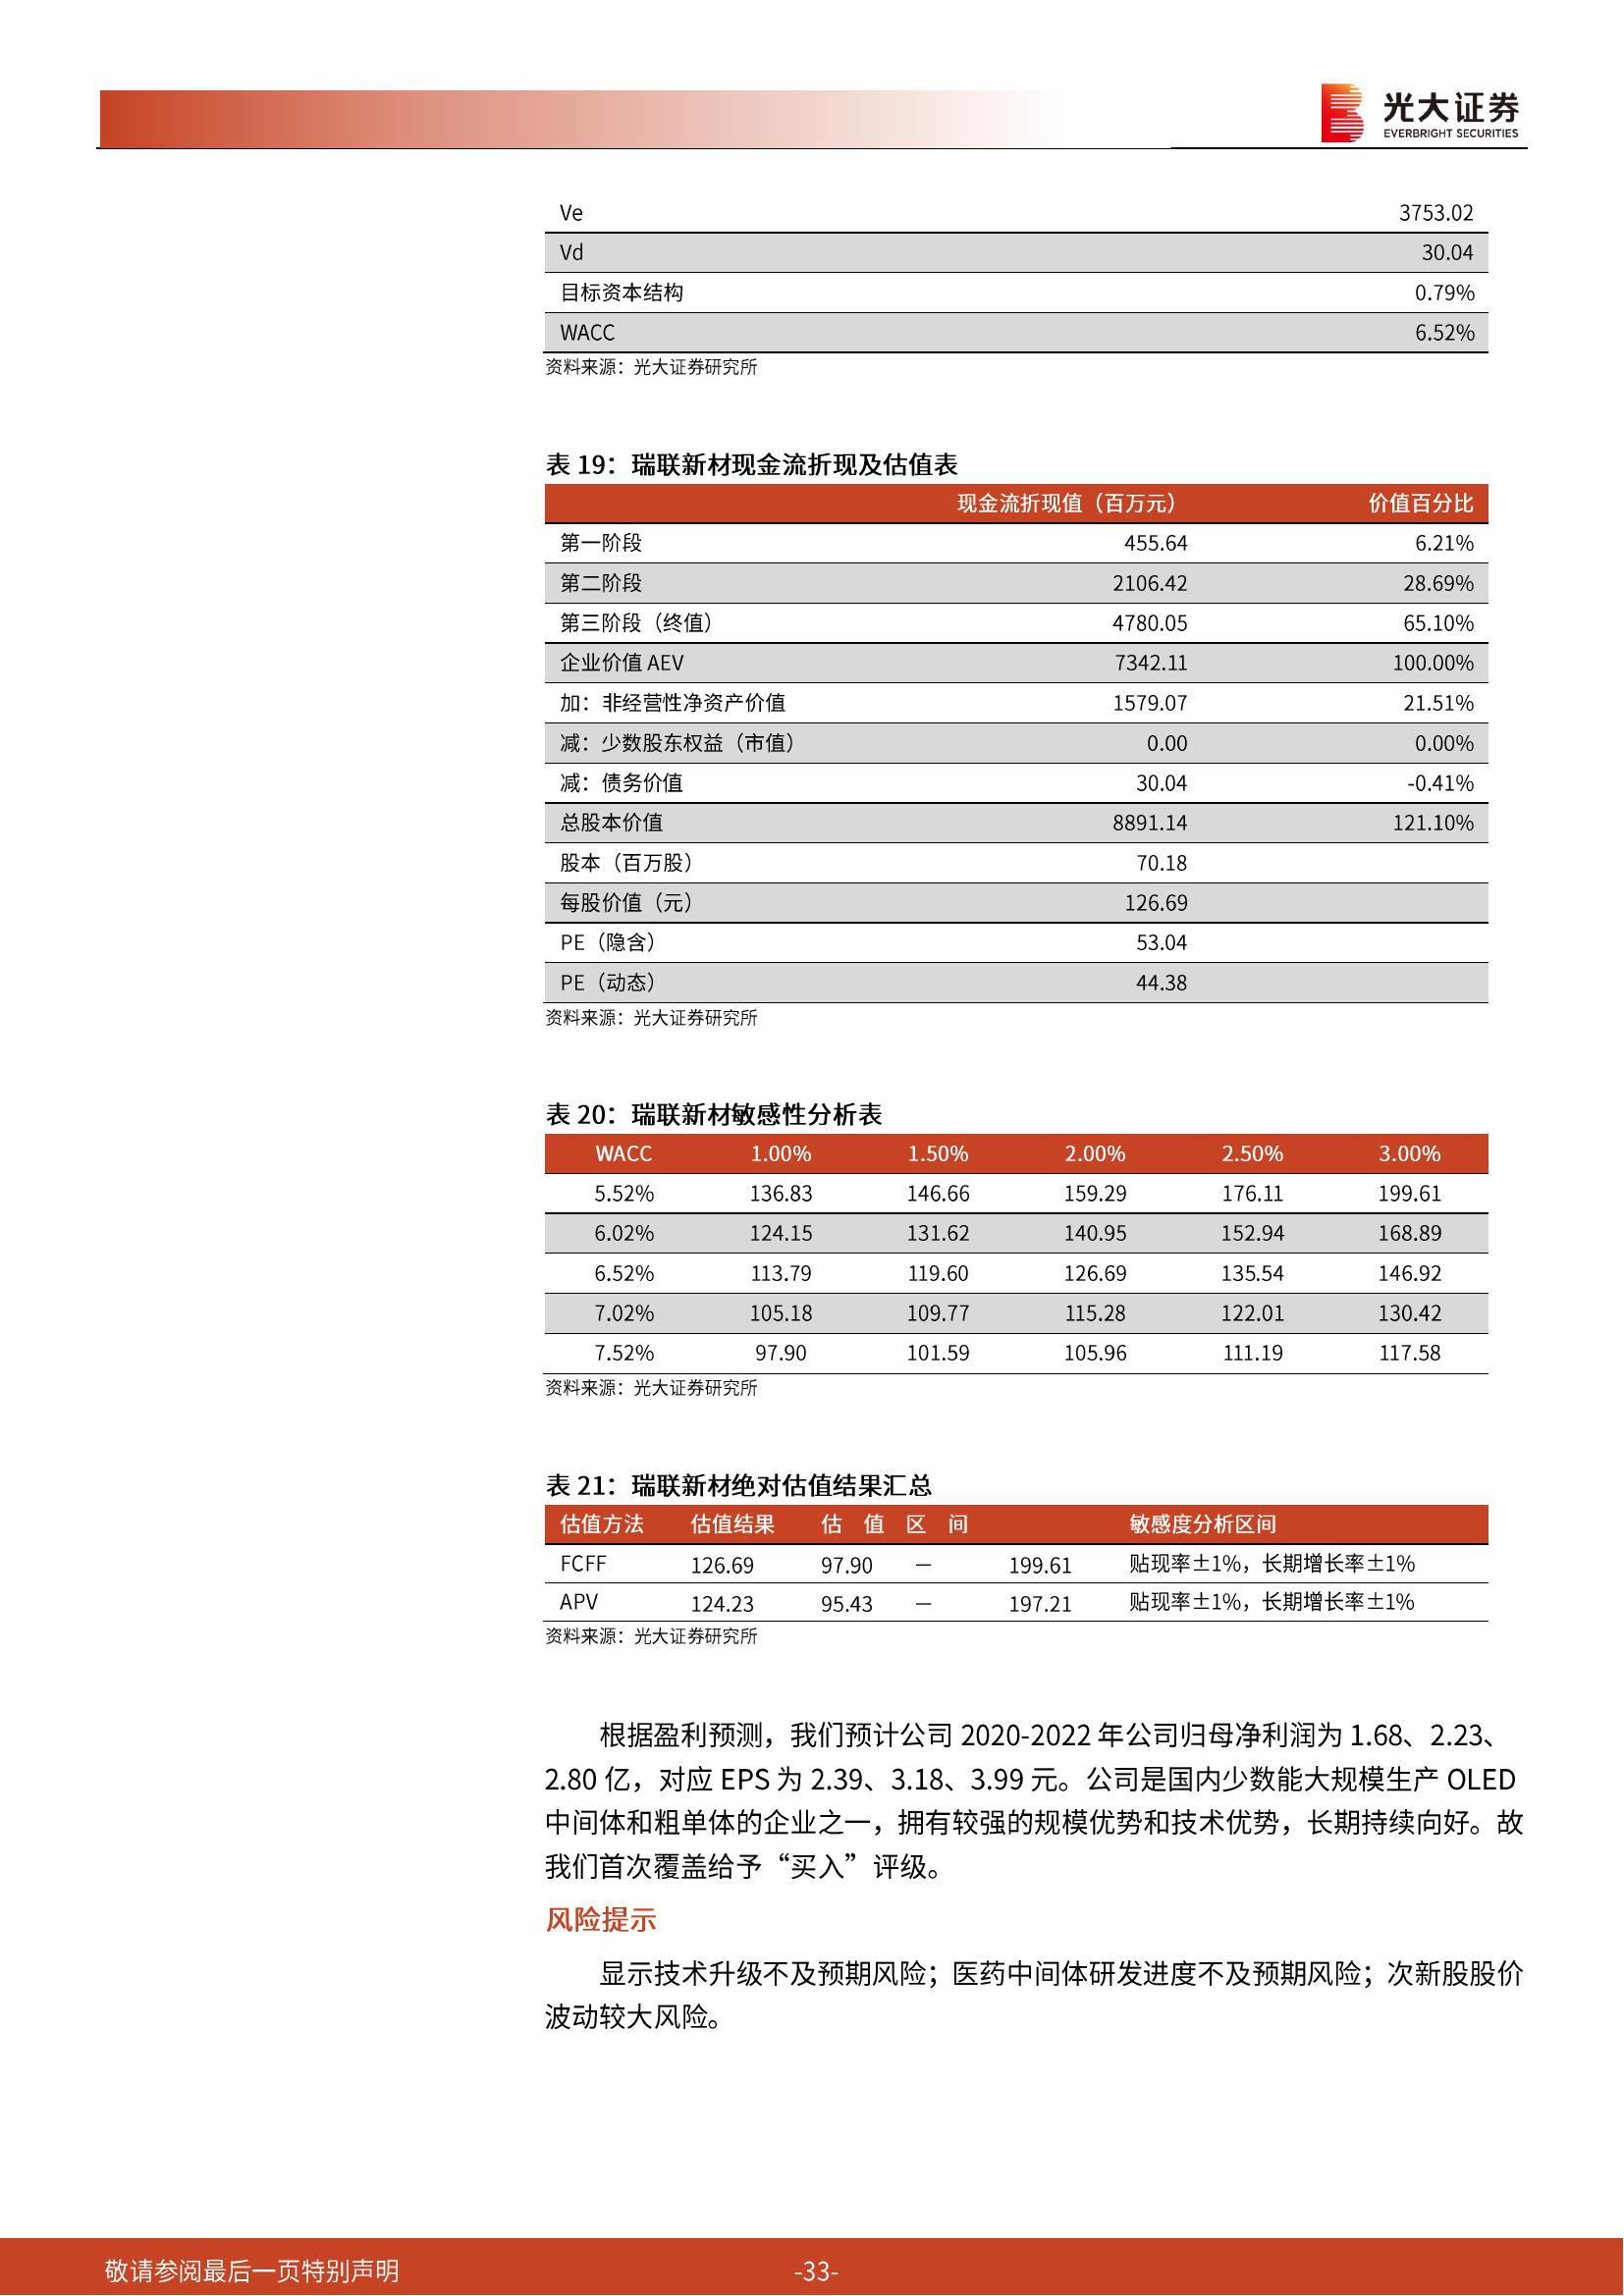 光大证券
EVERBRIGHT SECURITIES
Ve 3753.02
Vd 30.04
目标资本结构 0.79%
WACC 6.52%
资料来源：光大证券研究所
表 19：瑞联新材现金流折现及估值表
现金流折现值（百万元） 价值百分比
第一阶段 455.64 6.21%
第二阶段 2106.42 28.69%
第三阶段（终值） 4780.05 65.10%
企业价值 AEV 7342.11 100.00%
加：非经营性净资产价值 1579.07 21.51%
减：少数股东权益（市值） 0.00 0.00%
减：债务价值 30.04 -0.41%
总股本价值 8891.14 121.10%
股本（百万股） 70.18
每股价值（元） 126.69
PE（隐含） 53.04
PE（动态） 44.38
资料来源：光大证券研究所
表 20：瑞联新材敏感性分析表
WACC 1.00% 1.50% 2.00% 2.50% 3.00%
5.52% 136.83 146.66 159.29 176.11 199.61
6.02% 124.15 131.62 140.95 152.94 168.89
6.52% 113.79 119.60 126.69 135.54 146.92
7.02% 105.18 109.77 115.28 122.01 130.42
7.52% 97.90 101.59 105.96 111.19 117.58
资料来源：光大证券研究所
表 21：瑞联新材绝对估值结果汇总
估值方法 估值结果 估 值 区 间 敏感度分析区间
FCFF 126.69 97.90 — 199.61 贴现率±1%，长期增长率±1%
APV 124.23 95.43 — 197.21 贴现率±1%，长期增长率±1%
资料来源：光大证券研究所
根据盈利预测，我们预计公司 2020-2022 年公司归母净利润为 1.68、2.23、
2.80 亿，对应 EPS 为 2.39、3.18、3.99 元。公司是国内少数能大规模生产 OLED
中间体和粗单体的企业之一，拥有较强的规模优势和技术优势，长期持续向好。故
我们首次覆盖给予“买入”评级。
风险提示
显示技术升级不及预期风险；医药中间体研发进度不及预期风险；次新股股价
波动较大风险。
敬请参阅最后一页特别声明 -33-